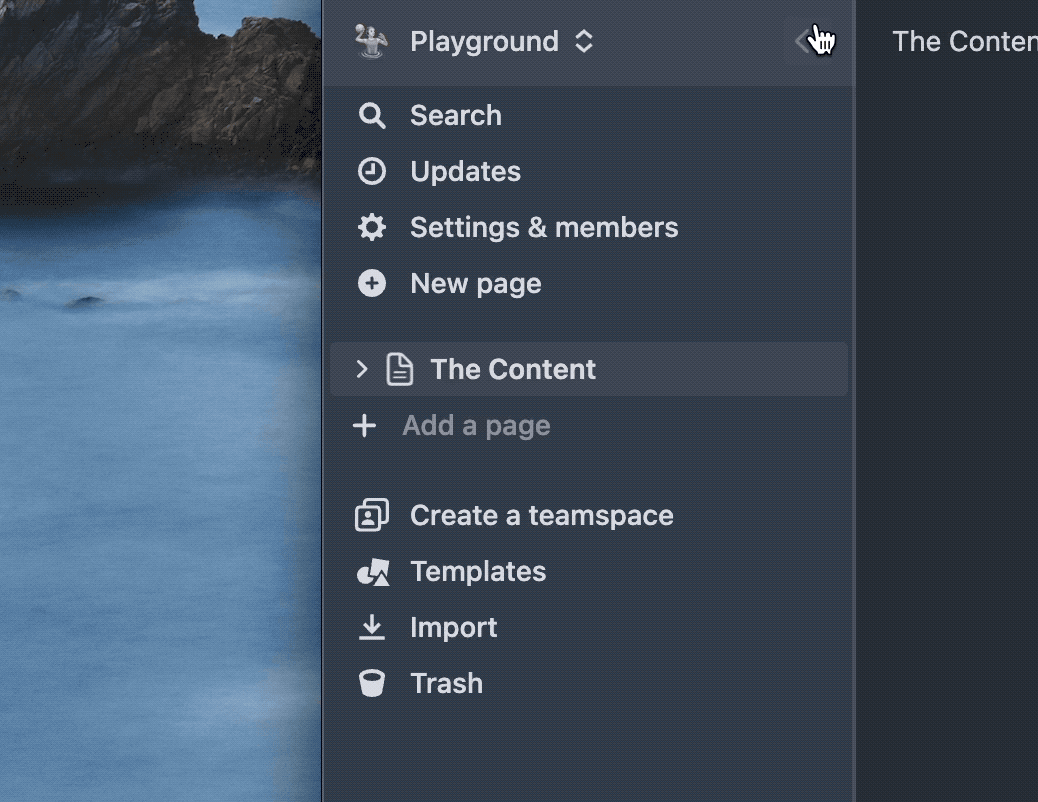 Playground
The Conten
Search
Updates
Settings & members
New page
The Content
Add a page
Create a teamspace
Templates
Import
Trash